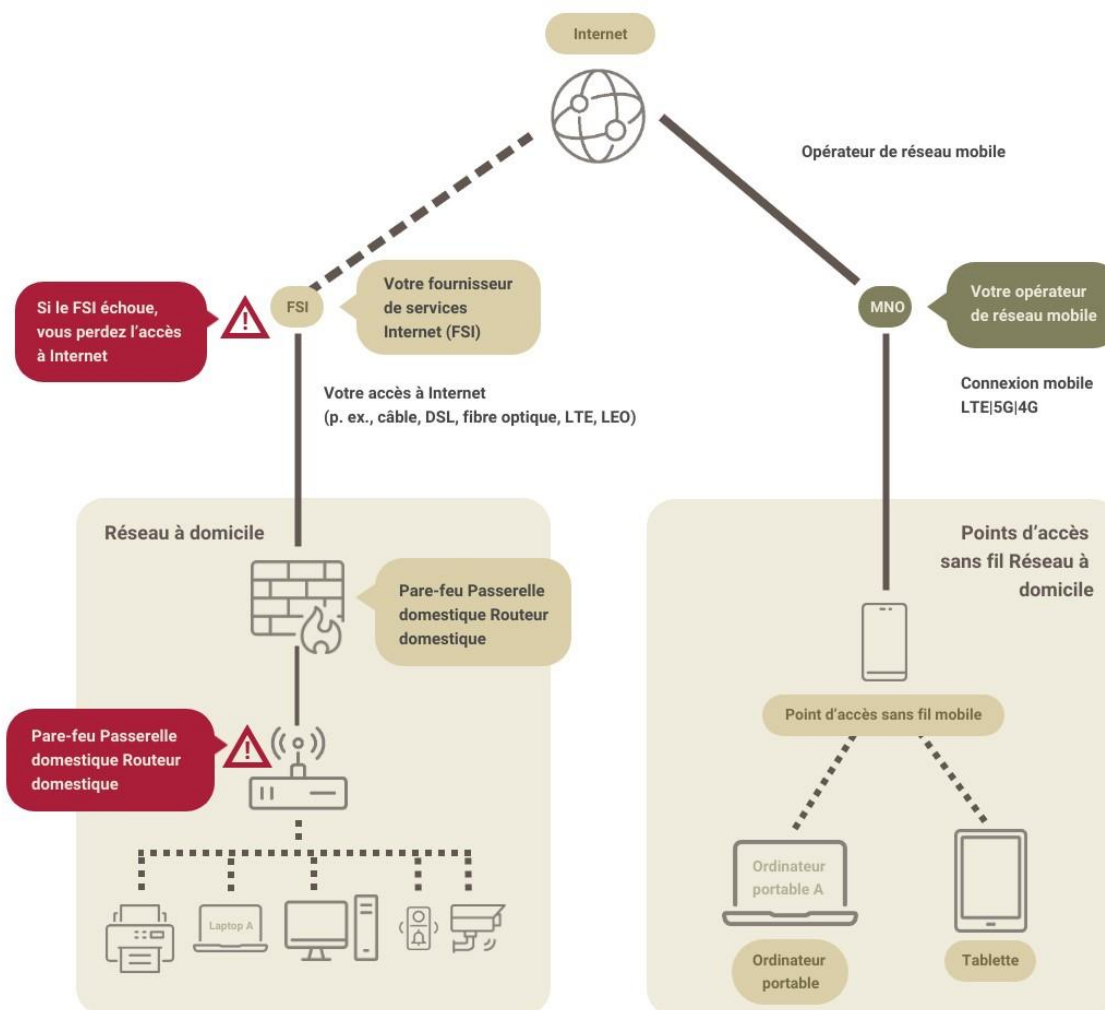 Internet
Opérateur de réseau mobile
Si le FSI échoue,
vous perdez l’accès
à Internet
FSI
Votre fournisseur
de services
Internet (FSI)
MNO
Votre opérateur
de réseau mobile
Votre accès à Internet
(p. ex., câble, DSL, fibre optique, LTE, LEO)
Connexion mobile
LTE|5G|4G
Réseau à domicile
Pare-feu Passerelle
domestique Routeur
domestique
Pare-feu Passerelle
domestique Routeur
domestique
Laptop A
Points d’accès
sans fil Réseau à
domicile
Point d’accès sans fil mobile
Ordinateur
portable A
Ordinateur
portable
Tablette